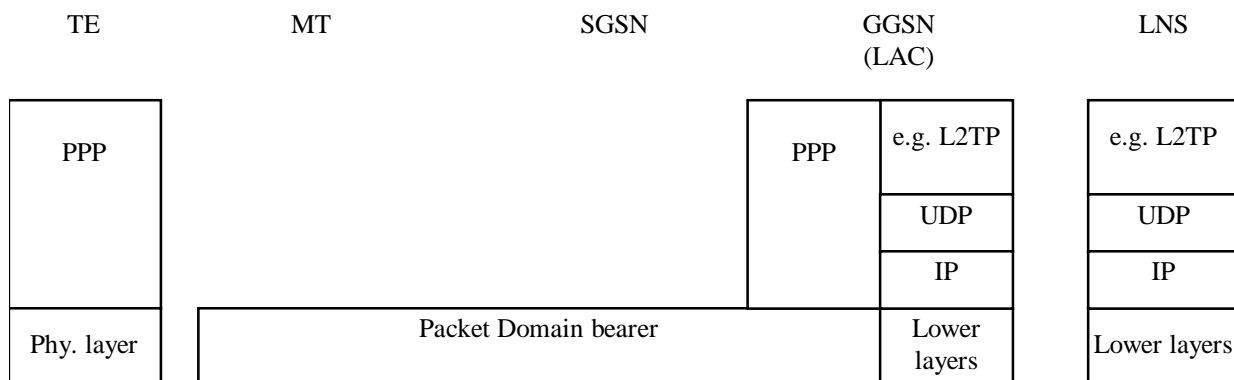 TE MT SGSN GGSN LNS
(LAC)
PPP PPP e.g. L2TP e.g. L2TP
UDP UDP
IP IP
Phy. layer Packet Domain bearer Lower layers Lower layers